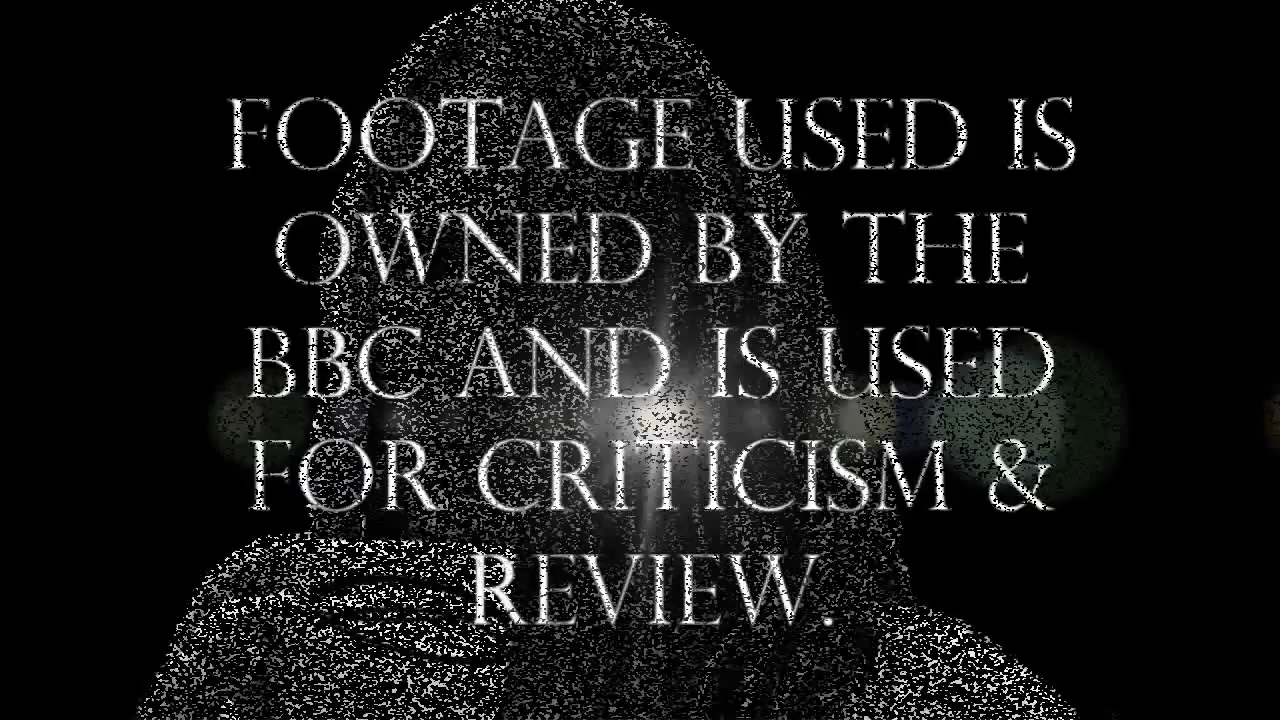 FOOTAGE USED IS
OWNED BY THE
BBC AND IS USED
FOR CRITICISM &
REVIEW.